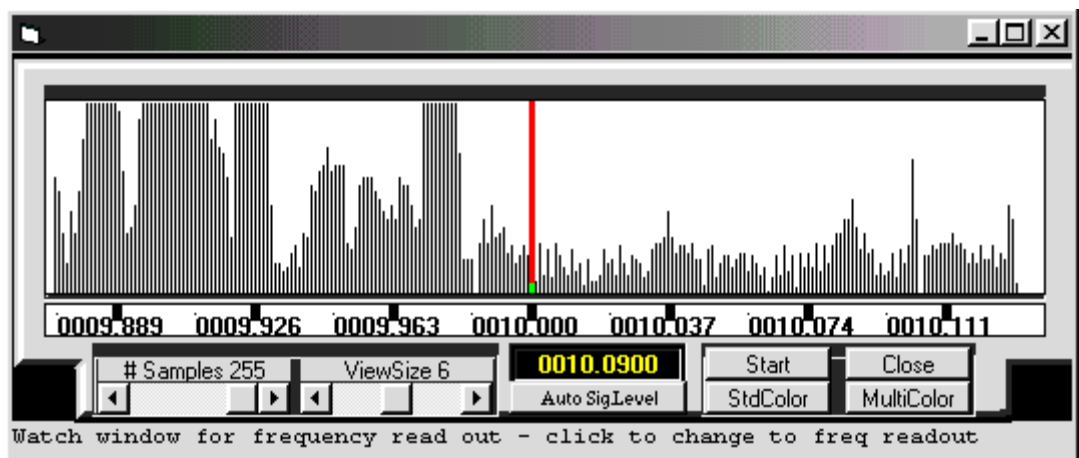 0009.889 0009.926 0009.963 0010.000 0010.037 0010.074 0010.111
# Samples 255 ViewSize 6 0010.0900 Start Close
Auto SigLevel StdColor MultiColor
Watch window for frequency read out - click to change to freq readout